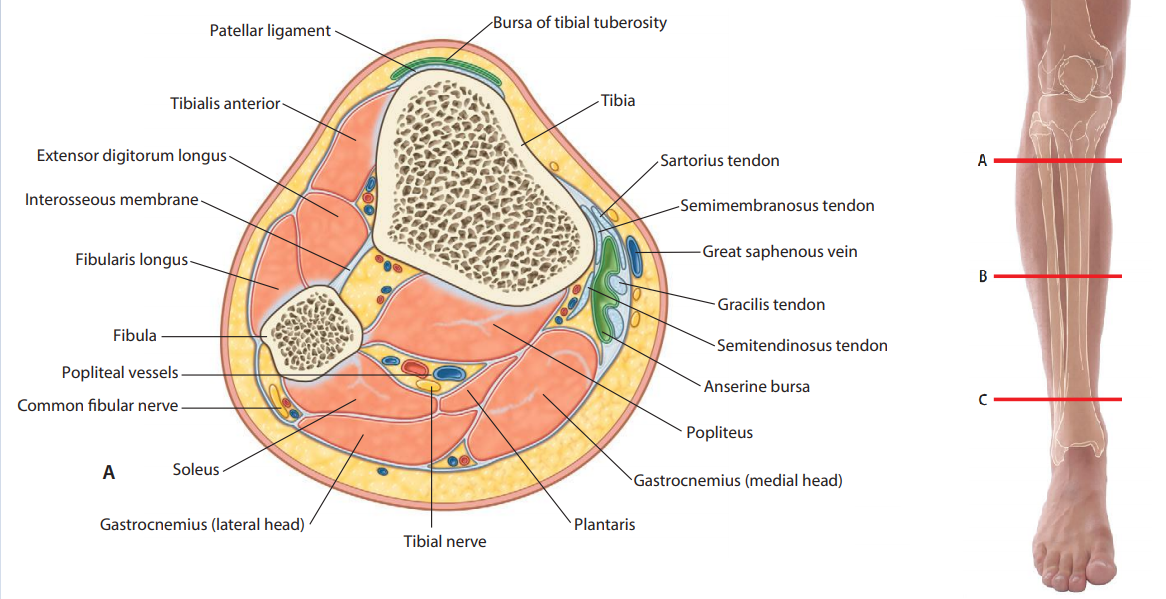 Patellar ligament
Bursa of tibial tuberosity
Tibialis anterior
Tibia
Extensor digitorum longus
Sartorius tendon
Interosseous membrane
Semimembranosus tendon
Fibularis longus
Great saphenous vein
Gracilis tendon
Fibula
Semitendinosus tendon
Popliteal vessels
Anserine bursa
Common fibular nerve
Popliteus
A
Soleus
Gastrocnemius (medial head)
Gastrocnemius (lateral head)
Plantaris
Tibial nerve
A
B
C